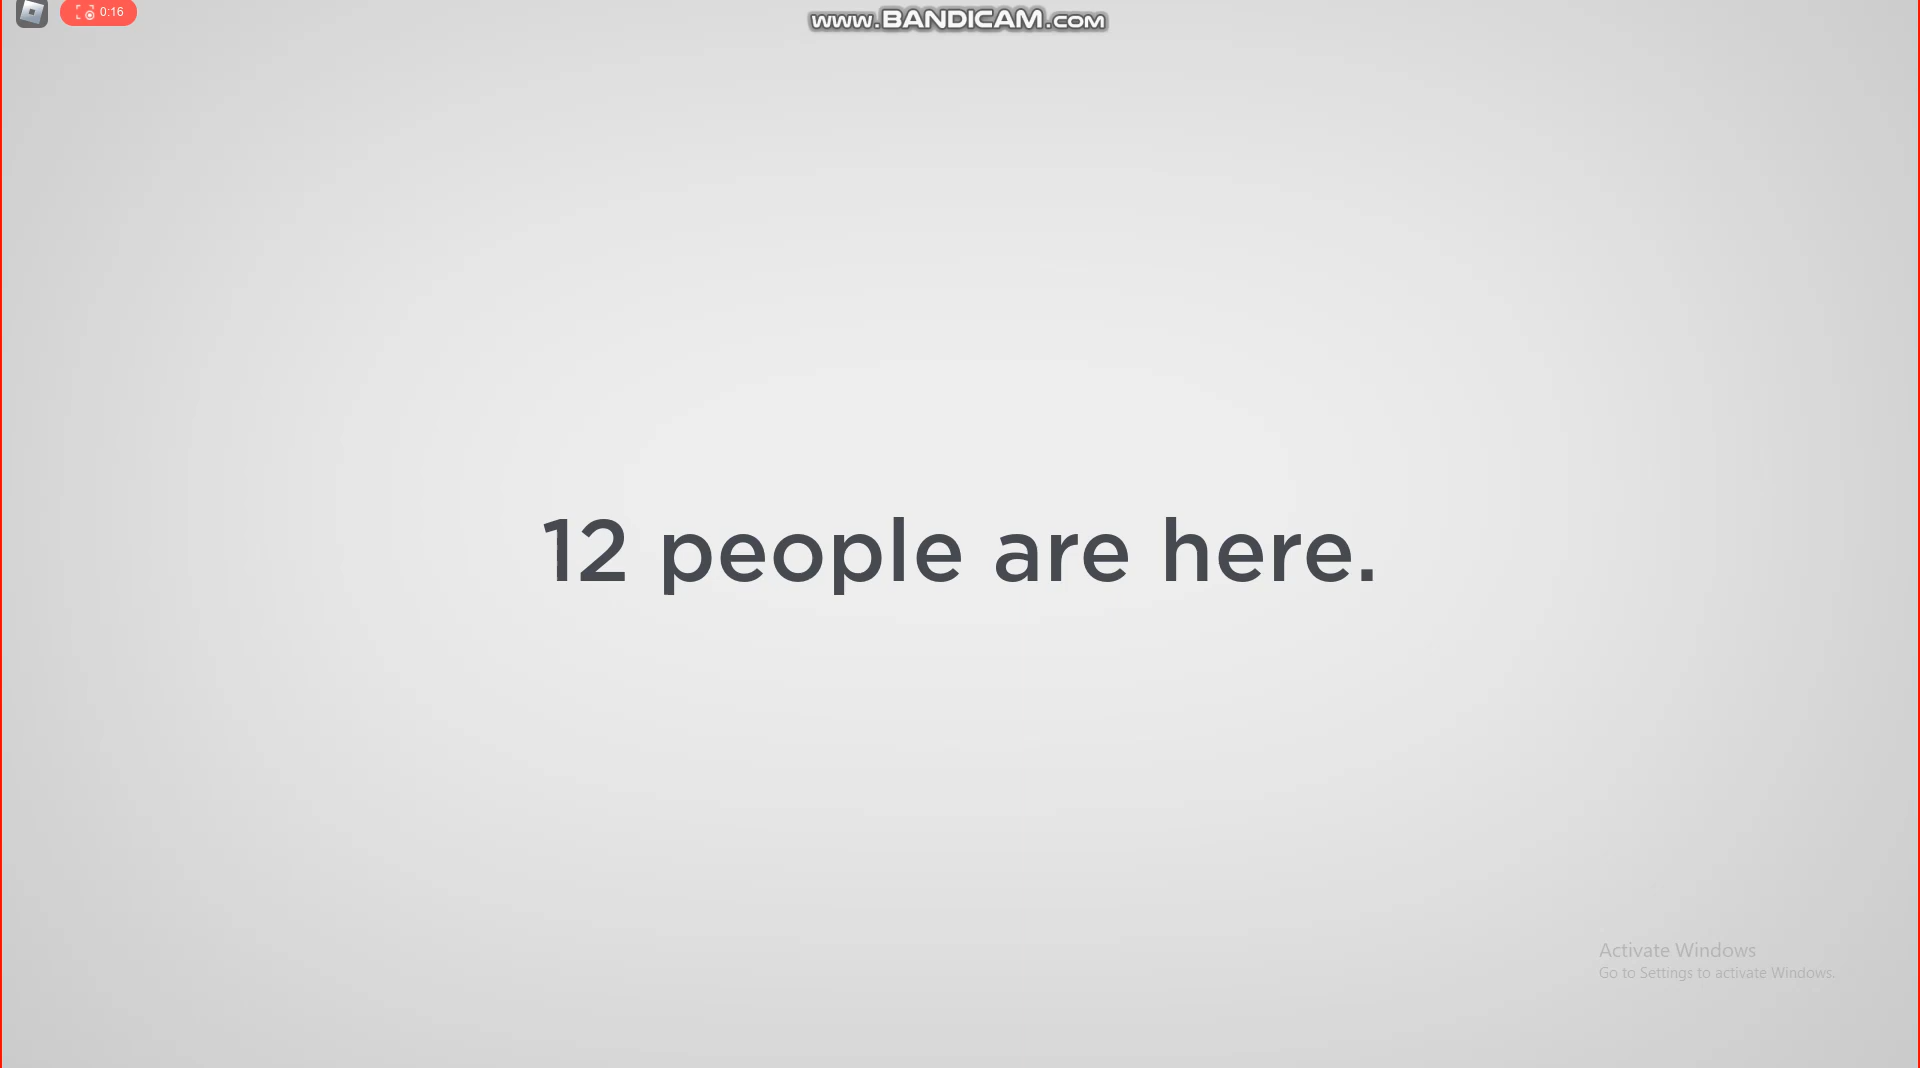 0:16
www.BANDICAM.com
12 people are here.
Activate Windows
Go to Settings to activate Windows.